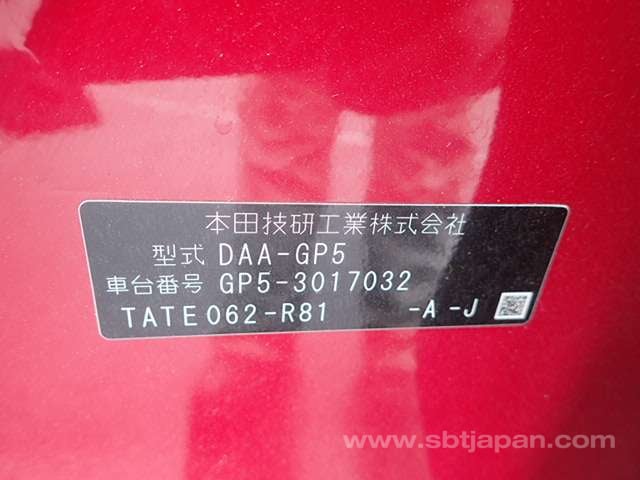 本田技研工業株式会社
型式 DAA-GP5
車台番号 GP5-3017032
TATE062-R81 -A -J
www.sbtjapan.com